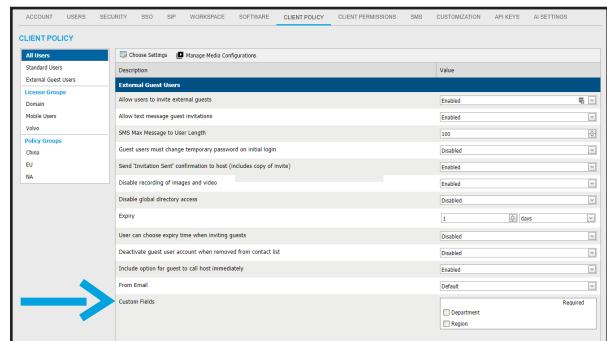 ACCOUNT USERS SECURITY SSO SIP WORKSPACE SOFTWARE CLIENT POLICY CLIENT PERMISSIONS SMS CUSTOMIZATION API KEYS AI SETTINGS
CLIENT POLICY
All Users
Standard Users
External Guest Users
License Groups
Domain
Mobile Users
Volvo
Policy Groups
China
EU
NA
Choose Settings Manage Media Configurations
Description Value
External Guest Users
Allow users to invite external guests Enabled
Allow text message guest invitations Enabled
SMS Max Message to User Length 100
Guest users must change temporary password on initial login Disabled
Send 'Invitation Sent' confirmation to host (includes copy of invite) Enabled
Disable recording of images and video Enabled
Disable global directory access Disabled
Expiry 1 days
User can choose expiry time when inviting guests Disabled
Deactivate guest user account when removed from contact list Disabled
Include option for guest to call host immediately Enabled
From Email Default
Custom Fields Required
Department
Region